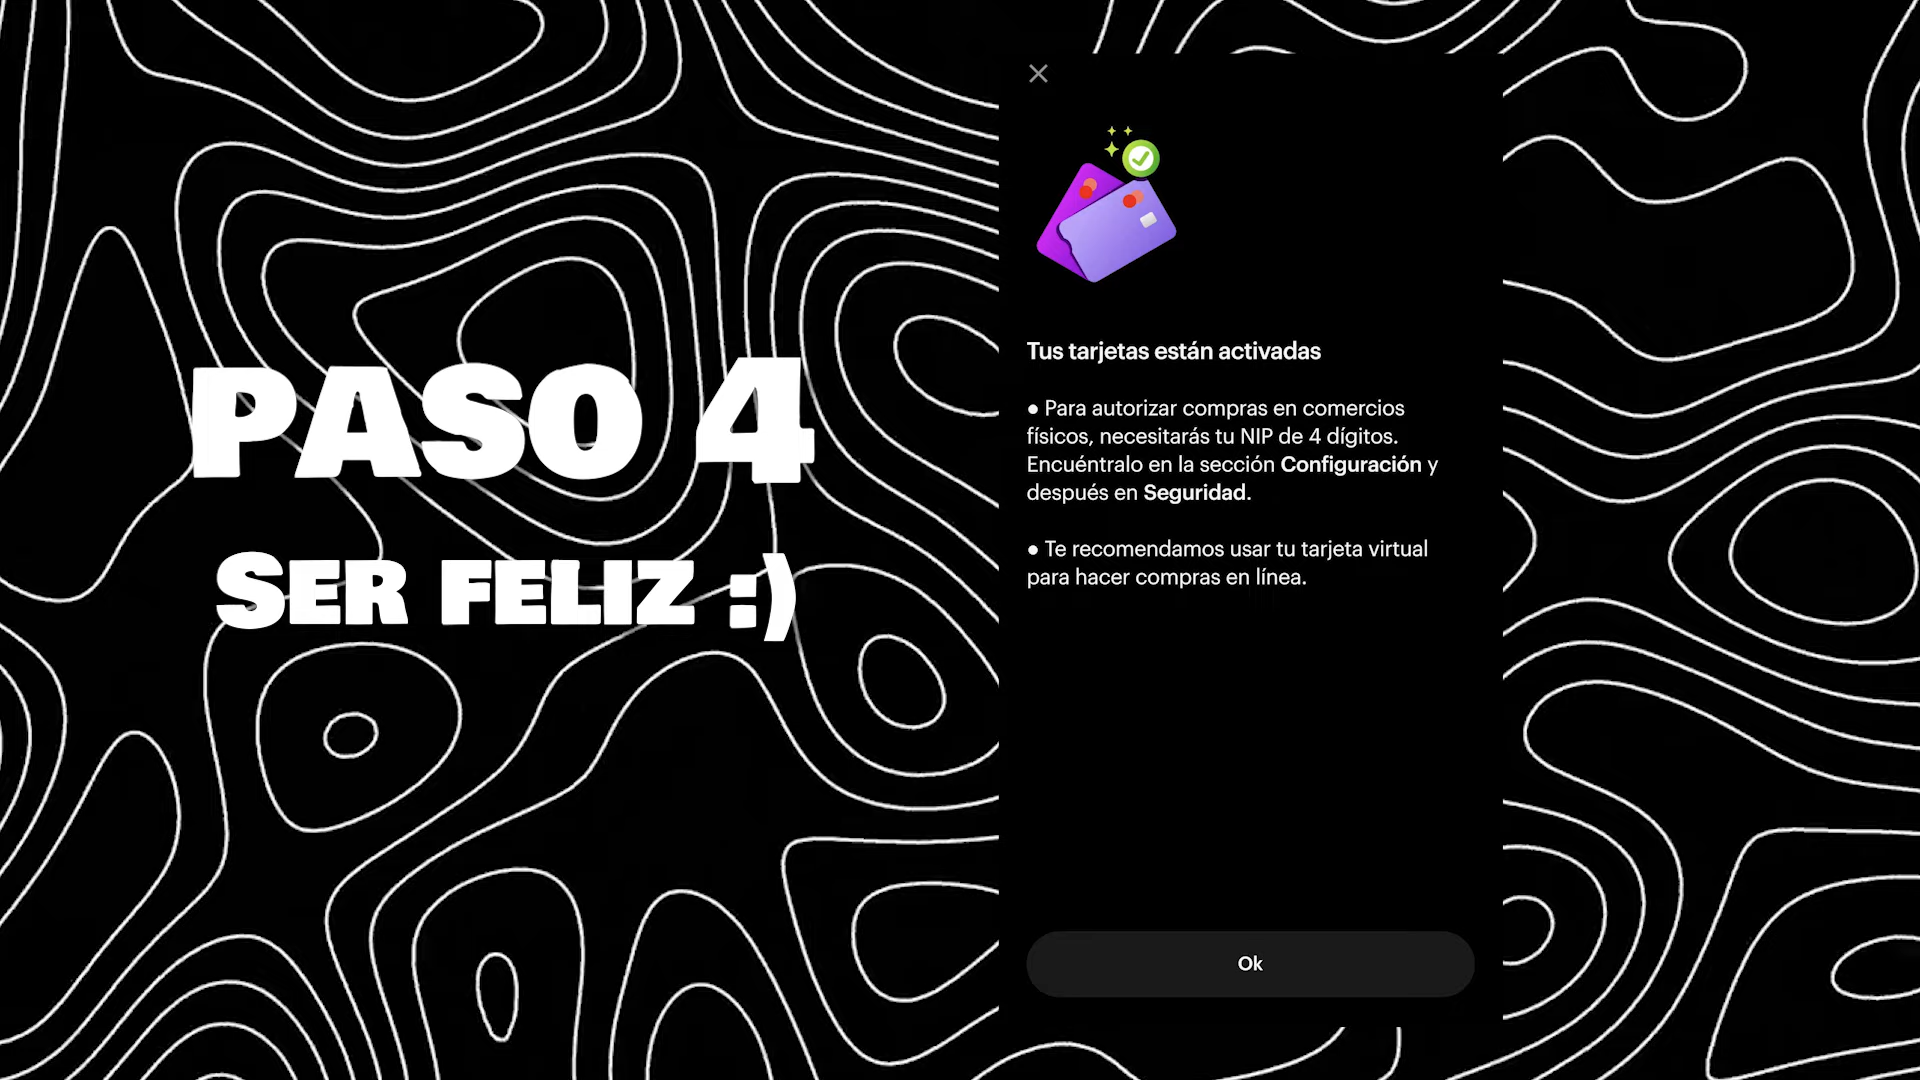 PASO 4
SER FELIZ :)
Tus tarjetas están activadas
● Para autorizar compras en comercios
físicos, necesitarás tu NIP de 4 dígitos.
Encuéntralo en la sección Configuración y
después en Seguridad.
● Te recomendamos usar tu tarjeta virtual
para hacer compras en línea.
Ok